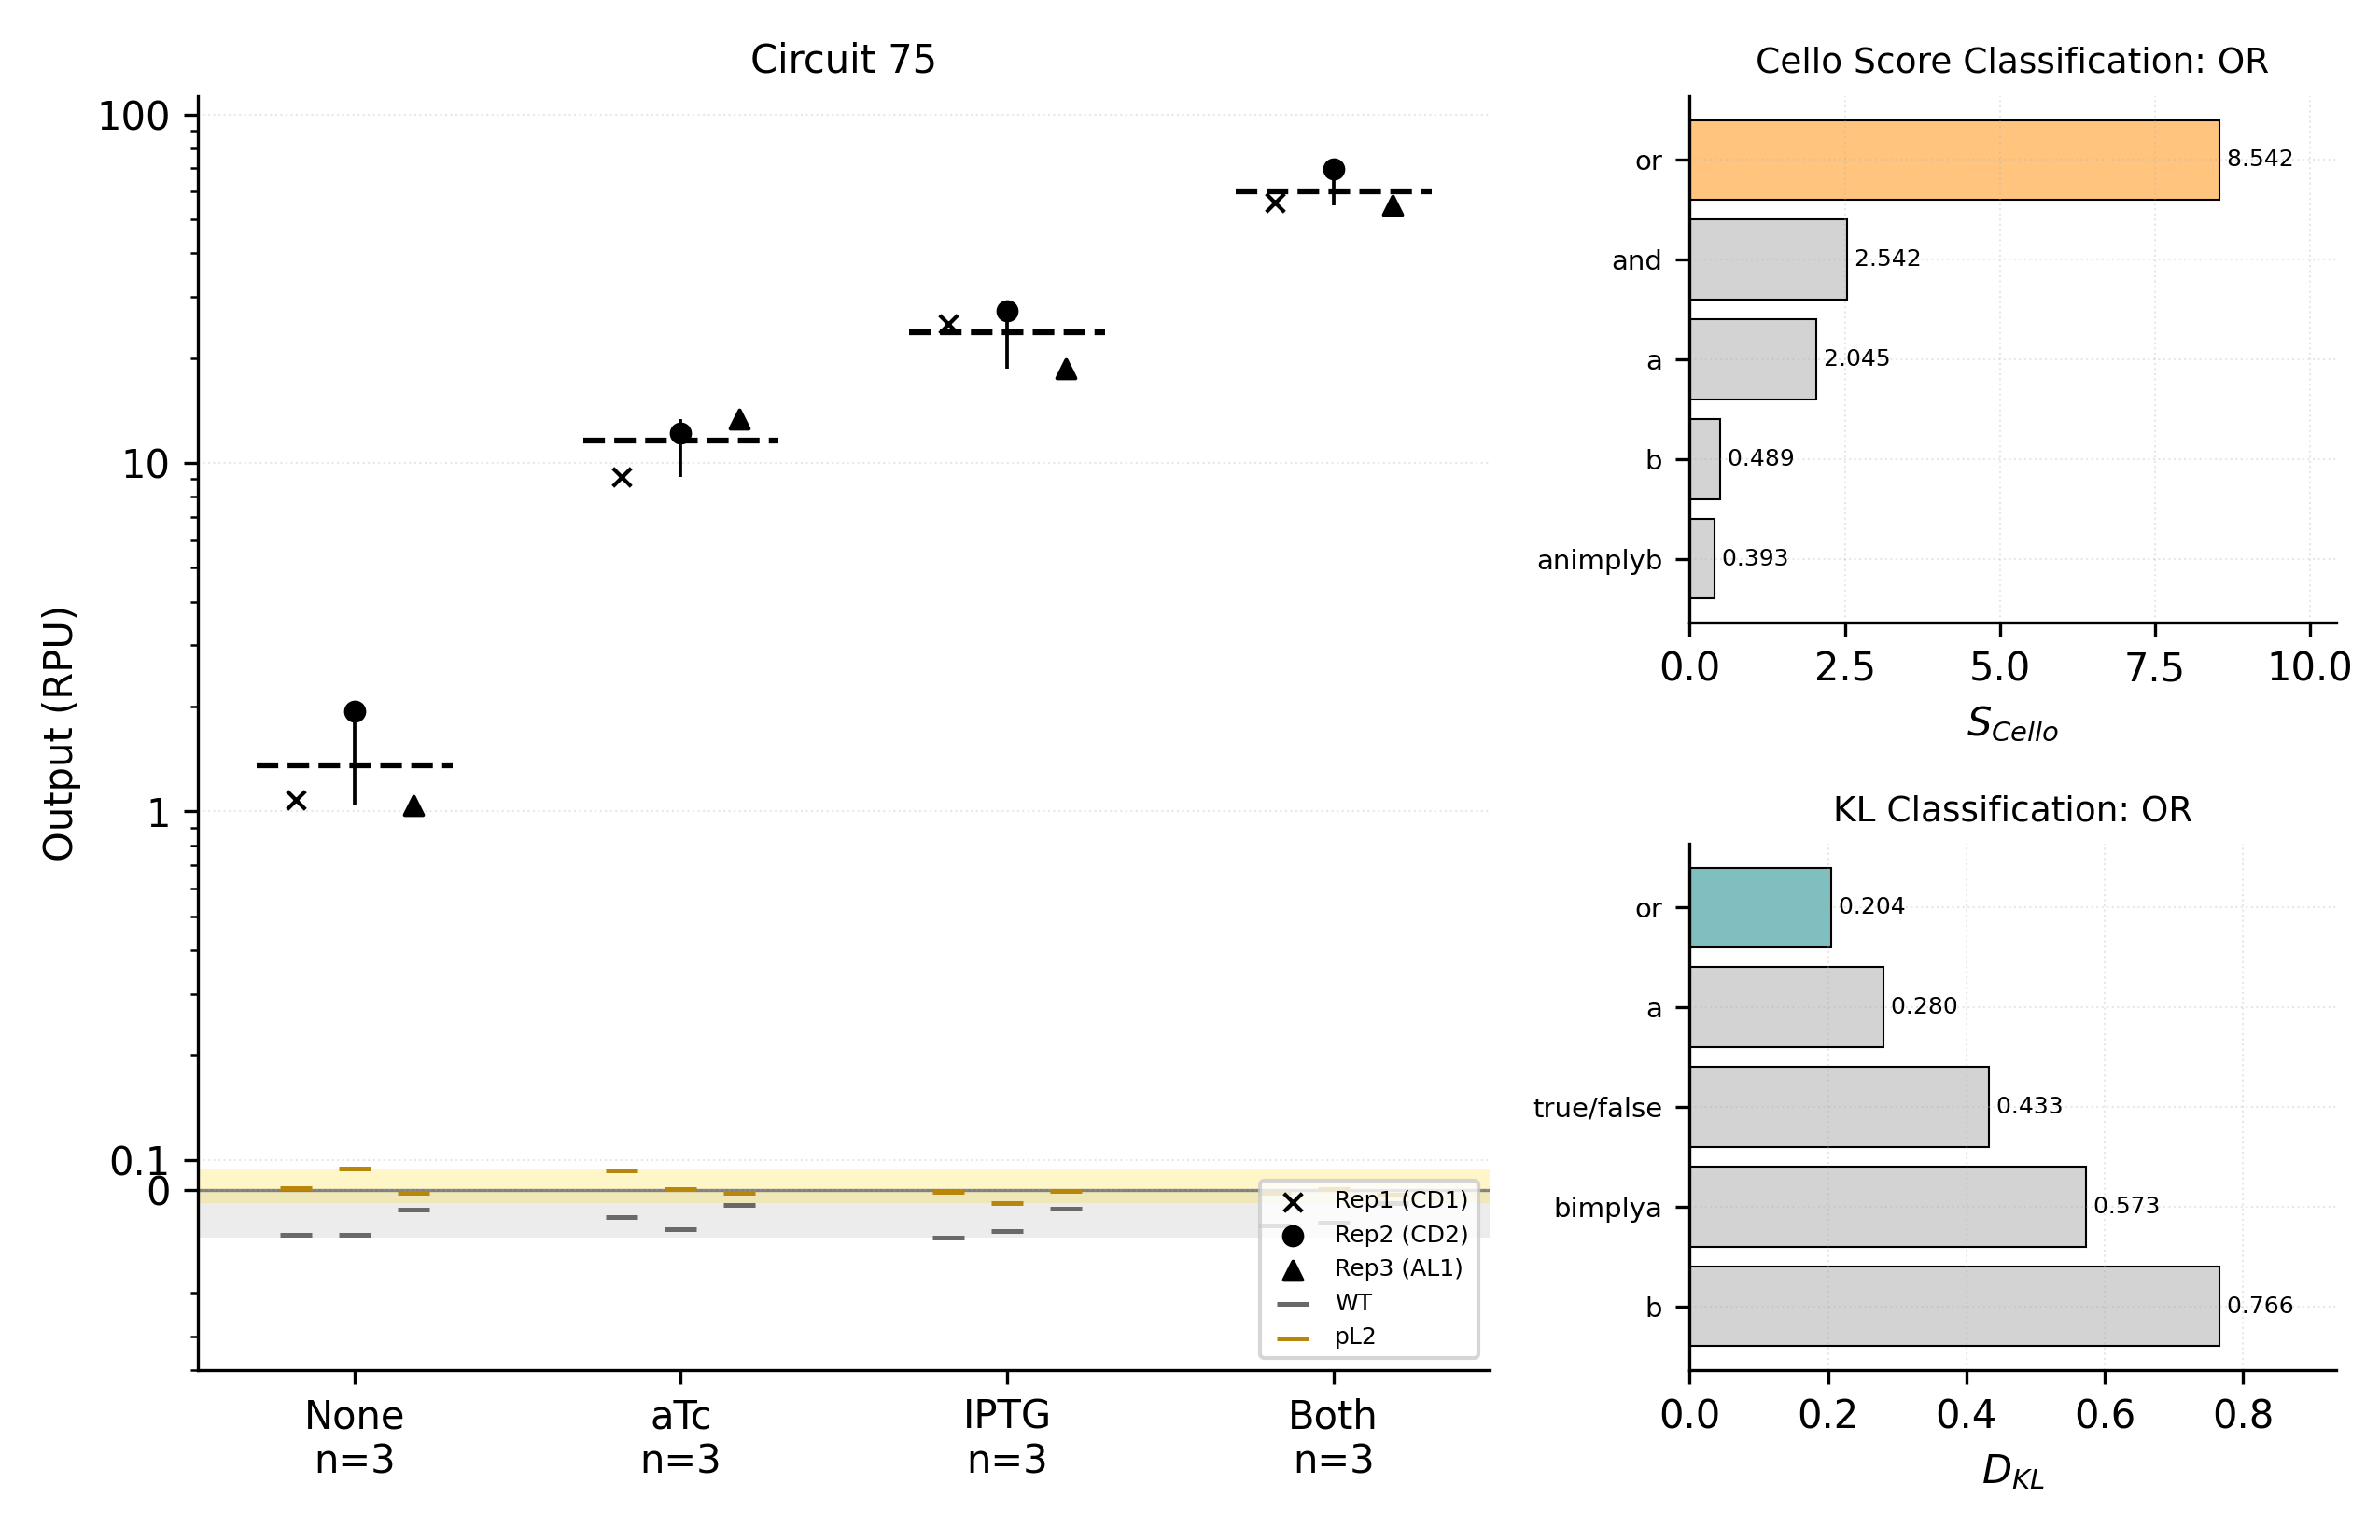 Circuit 75
Output (RPU)
100
10
1
0.1
0
None
n=3
aTc
n=3
IPTG
n=3
Both
n=3
Rep1 (CD1)
Rep2 (CD2)
Rep3 (AL1)
WT
pL2
Cello Score Classification: OR
or
8.542
and
2.542
a
2.045
b
0.489
animplyb
0.393
0.0 2.5 5.0 7.5 10.0
S_Cello
KL Classification: OR
or
0.204
a
0.280
true/false
0.433
bimplya
0.573
b
0.766
0.0 0.2 0.4 0.6 0.8
D_KL